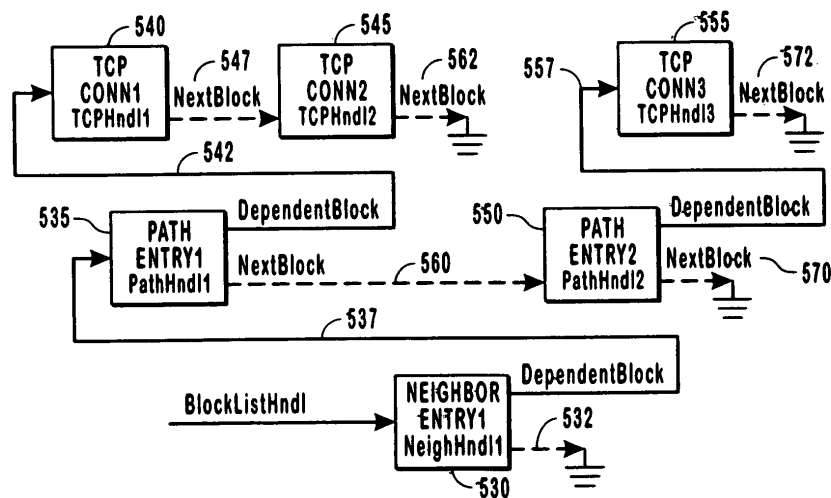 540
545
555
TCP
CONN1
TCPHndl1
547
NextBlock
TCP
CONN2
TCPHndl2
562
NextBlock
557
TCP
CONN3
TCPHndl3
572
NextBlock
542
535
DependentBlock
550
DependentBlock
PATH
ENTRY1
PathHndl1
NextBlock
560
PATH
ENTRY2
PathHndl2
NextBlock
570
537
DependentBlock
BlockListHndl
NEIGHBOR
ENTRY1
NeighHndl1
532
530